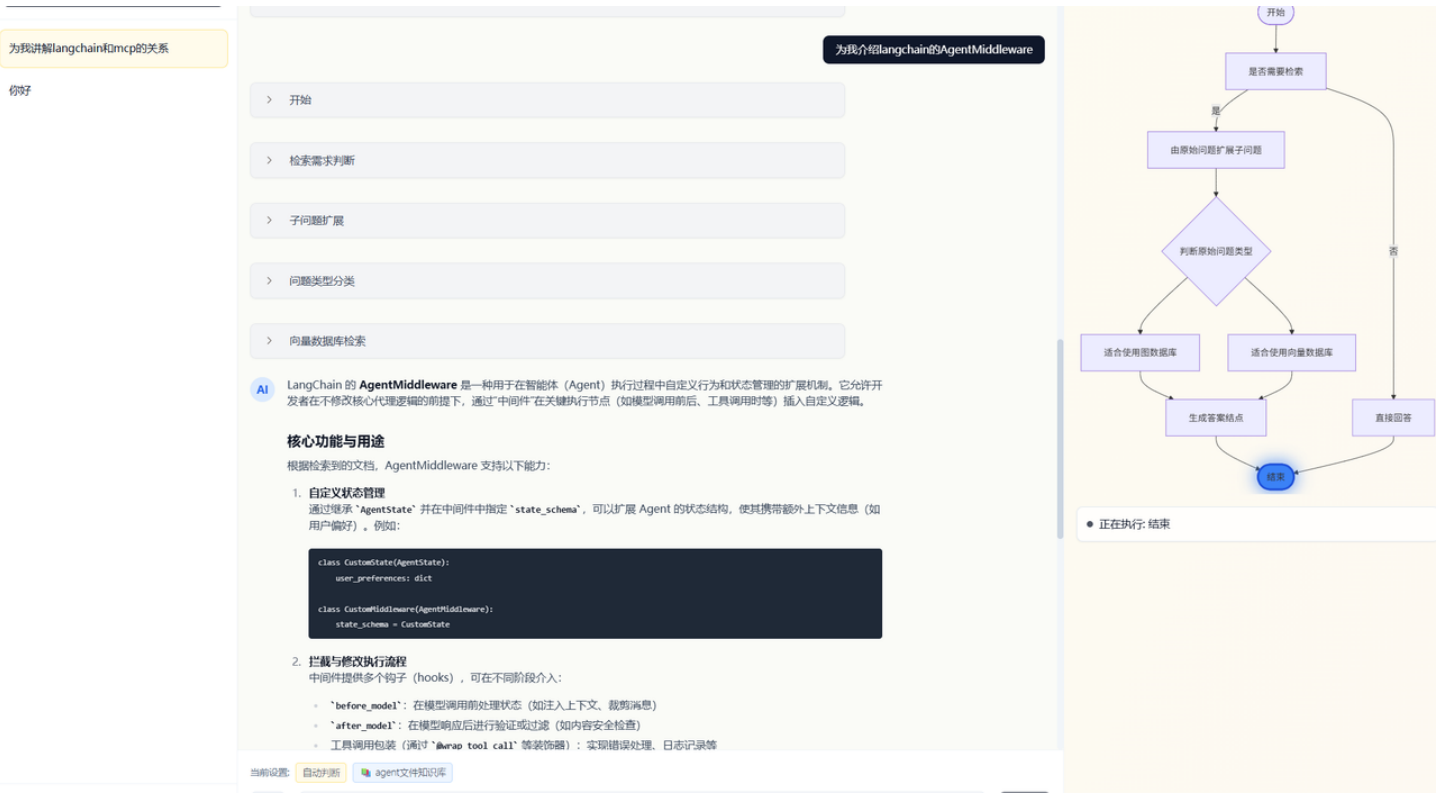 为我讲解langchain和mcp的关系
你好
为我介绍langchain的AgentMiddleware
开始
检索需求判断
子问题扩展
问题类型分类
向量数据库检索
AI
LangChain 的 AgentMiddleware 是一种用于在智能体（Agent）执行过程中自定义行为和状态管理的扩展机制。它允许开
发者在不修改核心代理逻辑的前提下，通过“中间件”在关键执行节点（如模型调用前后、工具调用时等）插入自定义逻辑。
核心功能与用途
根据检索到的文档，AgentMiddleware 支持以下能力：
1. 自定义状态管理
通过继承 `AgentState` 并在中间件中指定 `state_schema`，可以扩展 Agent 的状态结构，使其携带额外上下文信息（如
用户偏好）。例如：
class CustomState(AgentState):
    user_preferences: dict
class CustomMiddleware(AgentMiddleware):
    state_schema = CustomState
2. 拦截与修改执行流程
中间件提供多个钩子（hooks），可在不同阶段介入：
`before_model`：在模型调用前处理状态（如注入上下文、裁剪消息）
`after_model`：在模型响应后进行验证或过滤（如内容安全检查）
工具调用包装（通过 `@wrap_tool_call` 等装饰器）：实现错误处理、日志记录等
当前设置:
自动判断
agent文件知识库
开始
是否需要检索
是
由原始问题扩展子问题
判断原始问题类型
否
适合使用图数据库
适合使用向量数据库
生成答案结点
直接回答
结束
正在执行: 结束